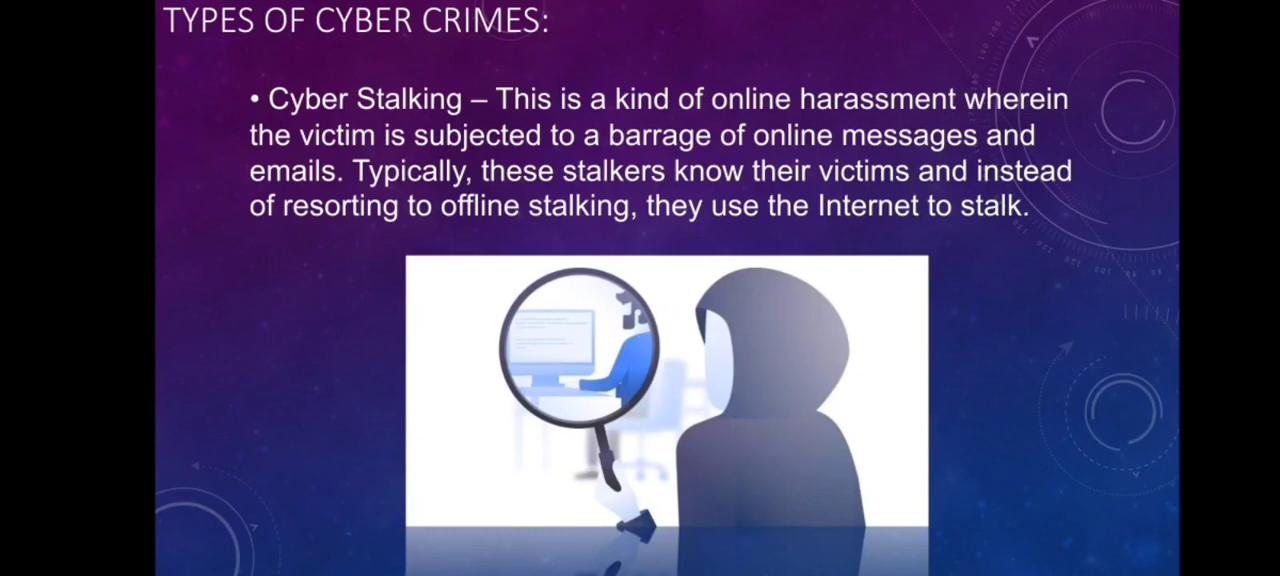 TYPES OF CYBER CRIMES:
• Cyber Stalking – This is a kind of online harassment wherein
the victim is subjected to a barrage of online messages and
emails. Typically, these stalkers know their victims and instead
of resorting to offline stalking, they use the Internet to stalk.